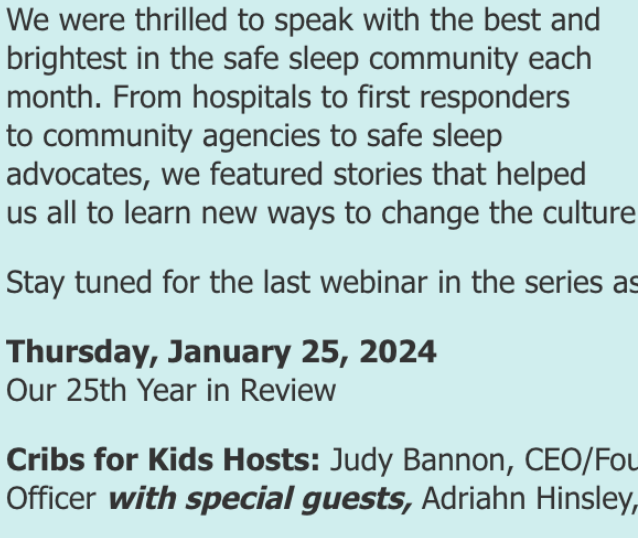 We were thrilled to speak with the best and
brightest in the safe sleep community each
month. From hospitals to first responders
to community agencies to safe sleep
advocates, we featured stories that helped
us all to learn new ways to change the culture
Stay tuned for the last webinar in the series as
Thursday, January 25, 2024
Our 25th Year in Review
Cribs for Kids Hosts: Judy Bannon, CEO/Fou
Officer with special guests, Adriahn Hinsley,